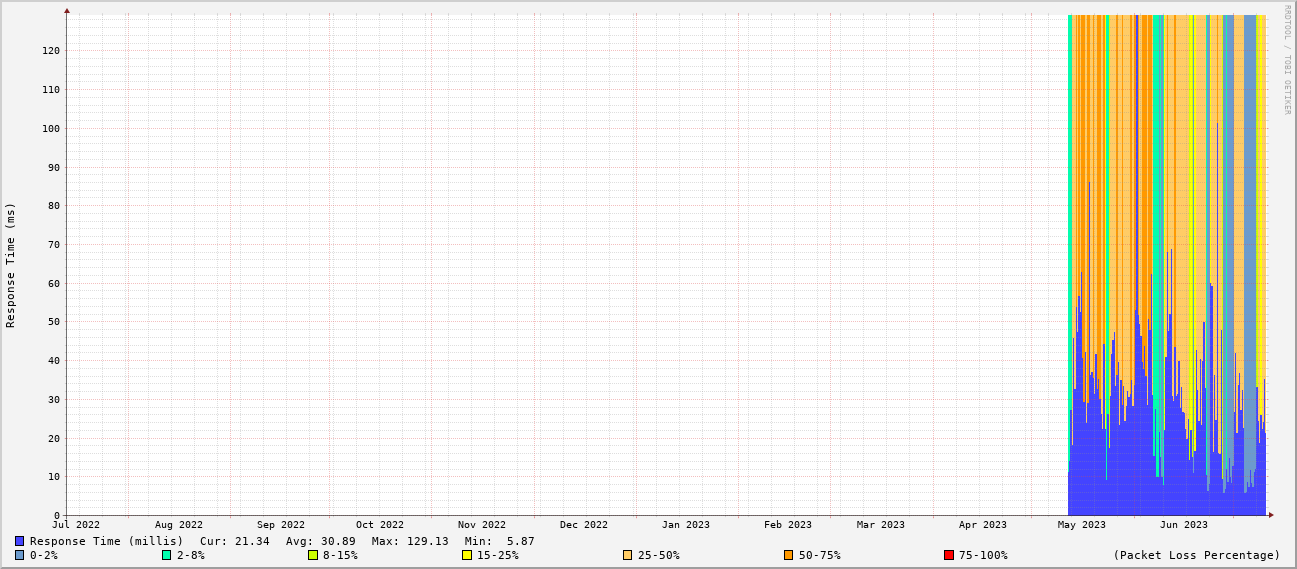 RRDTOOL / TOBI OETIKER
Response Time (ms)
120
110
100
90
80
70
60
50
40
30
20
10
0
Jul 2022 Aug 2022 Sep 2022 Oct 2022 Nov 2022 Dec 2022 Jan 2023 Feb 2023 Mar 2023 Apr 2023 May 2023 Jun 2023
Response Time (millis) Cur: 21.34 Avg: 30.89 Max: 129.13 Min: 5.87
0-2% 2-8% 8-15% 15-25% 25-50% 50-75% 75-100% (Packet Loss Percentage)